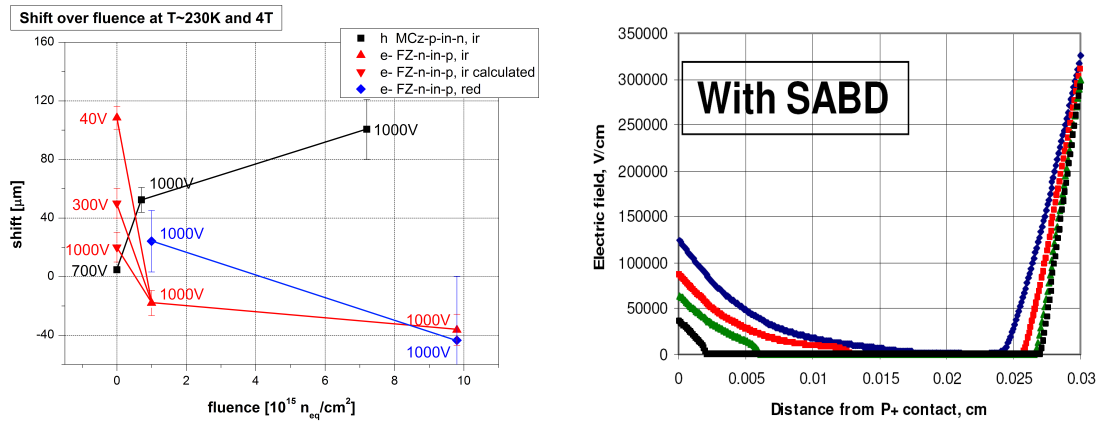 Shift over fluence at T~230K and 4T
h MCz-p-in-n, ir
e- FZ-n-in-p, ir
e- FZ-n-in-p, ir calculated
e- FZ-n-in-p, red
160
120
80
40
0
-40
shift [μm]
40V
300V
1000V
700V
1000V
1000V
1000V
1000V
1000V
1000V
0
2
4
6
8
10
fluence [10^15 n_eq/cm^2]
With SABD
350000
300000
250000
200000
150000
100000
50000
0
Electric field, V/cm
0
0.005
0.01
0.015
0.02
0.025
0.03
Distance from P+ contact, cm